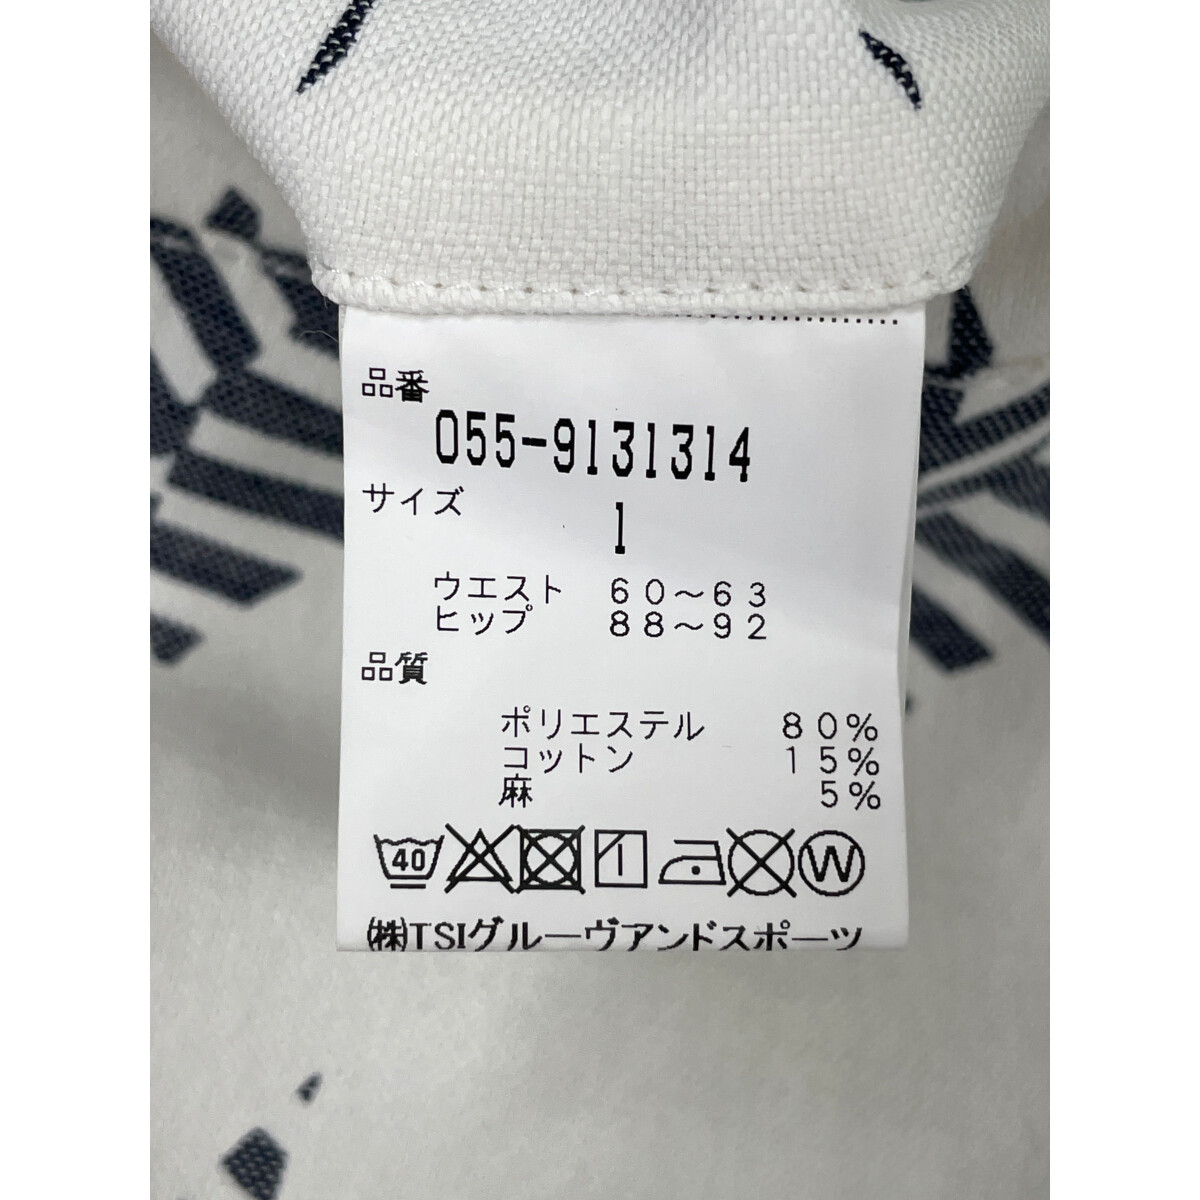 品番
055-9131314
サイズ
1
ウエスト 60～63
ヒップ 88～92
品質
ポリエステル 80%
コットン 15%
麻 5%
40 W
㈱TSIグルーヴアンドスポーツ